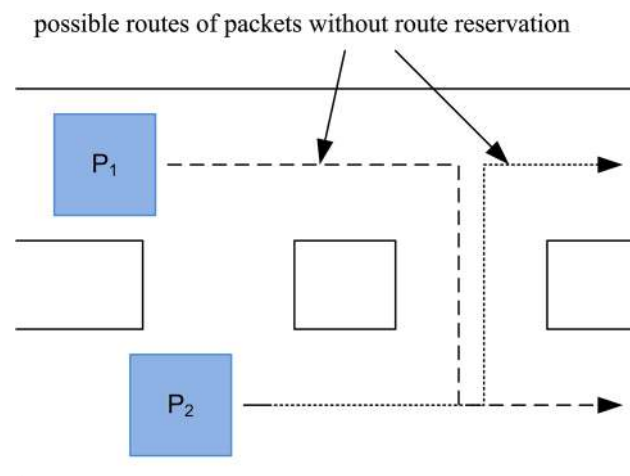 possible routes of packets without route reservation
P₁
P₂